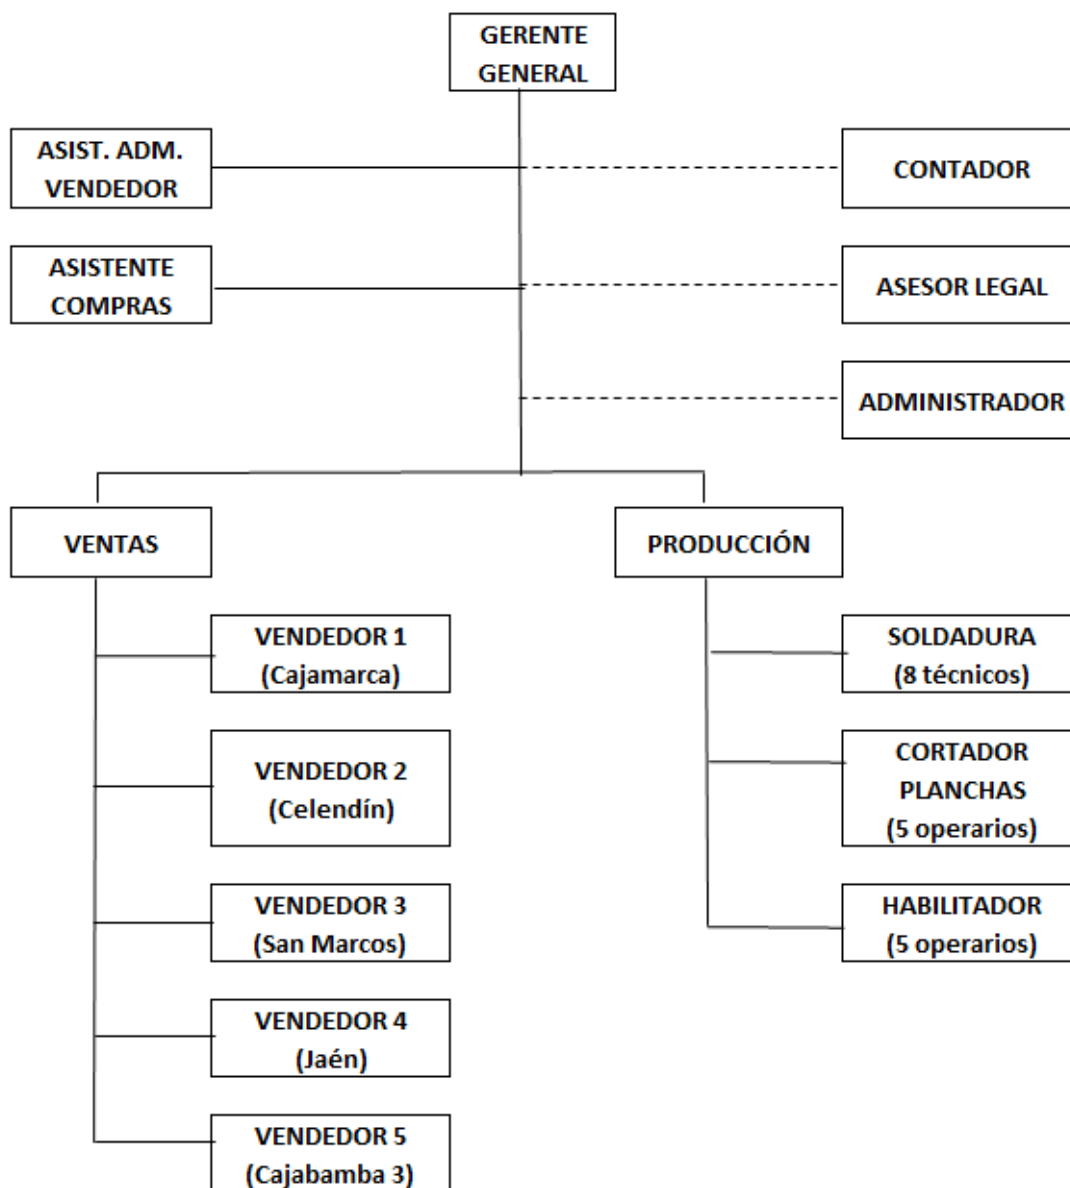 GERENTE
GENERAL
ASIST. ADM.
VENDEDOR
CONTADOR
ASISTENTE
COMPRAS
ASESOR LEGAL
ADMINISTRADOR
VENTAS
PRODUCCIÓN
VENDEDOR 1
(Cajamarca)
SOLDADURA
(8 técnicos)
VENDEDOR 2
(Celendín)
CORTADOR
PLANCHAS
(5 operarios)
VENDEDOR 3
(San Marcos)
HABILITADOR
(5 operarios)
VENDEDOR 4
(Jaén)
VENDEDOR 5
(Cajabamba 3)